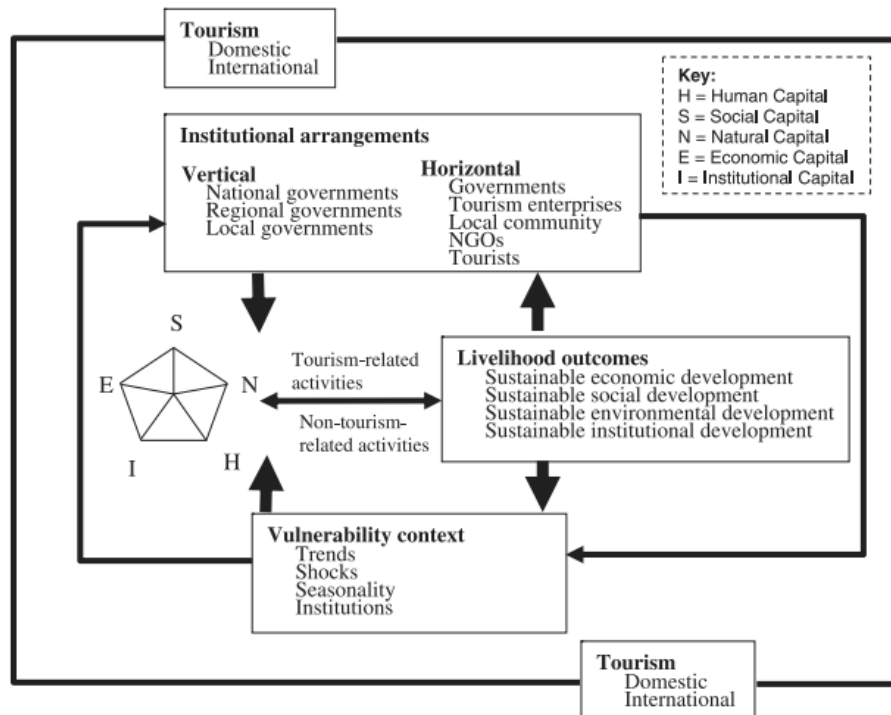 Tourism
Domestic
International
Key:
H = Human Capital
S = Social Capital
N = Natural Capital
E = Economic Capital
I = Institutional Capital
Institutional arrangements
Vertical
National governments
Regional governments
Local governments
Horizontal
Governments
Tourism enterprises
Local community
NGOs
Tourists
S
E
N
I
H
Tourism-related
activities
Non-tourism-
related activities
Livelihood outcomes
Sustainable economic development
Sustainable social development
Sustainable environmental development
Sustainable institutional development
Vulnerability context
Trends
Shocks
Seasonality
Institutions
Tourism
Domestic
International